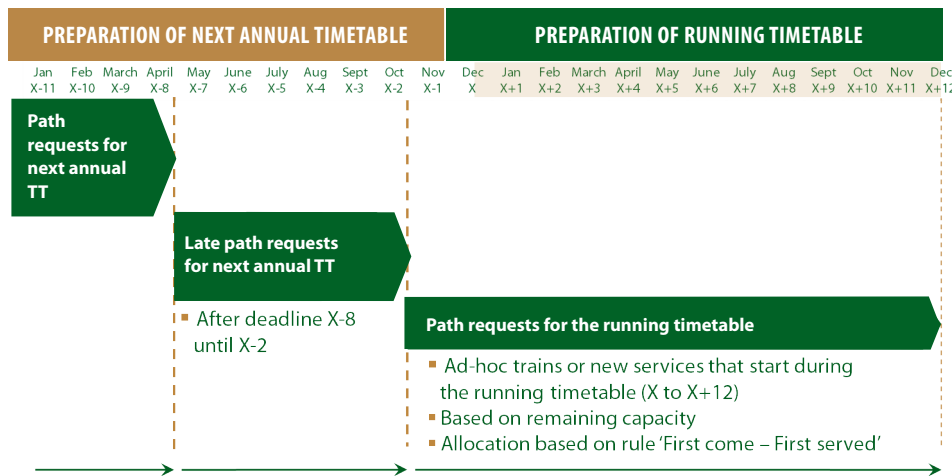 PREPARATION OF NEXT ANNUAL TIMETABLE
PREPARATION OF RUNNING TIMETABLE
Jan Feb March April May June July Aug Sept Oct Nov Dec Jan Feb March April May June July Aug Sept Oct Nov Dec
X-11 X-10 X-9 X-8 X-7 X-6 X-5 X-4 X-3 X-2 X-1 X X+1 X+2 X+3 X+4 X+5 X+6 X+7 X+8 X+9 X+10 X+11 X+12
Path
requests for
next annual
TT
Late path requests
for next annual TT
▪ After deadline X-8
until X-2
Path requests for the running timetable
▪ Ad-hoc trains or new services that start during
the running timetable (X to X+12)
▪ Based on remaining capacity
▪ Allocation based on rule ‘First come – First served’